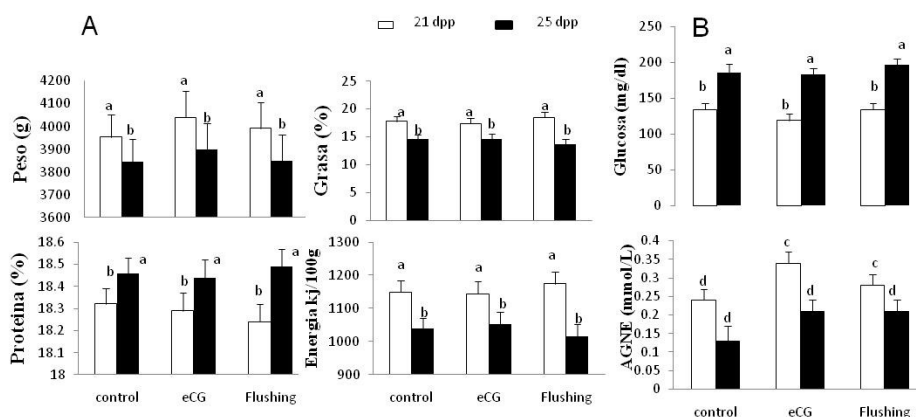 A
21 dpp
25 dpp
B
Peso (g)
4200
4100
4000
3900
3800
3700
3600
a
b
a
b
a
b
Grasa (%)
25
20
15
10
5
0
a
b
a
b
a
b
Glucosa (mg/dl)
250
200
150
100
50
0
b
a
b
a
b
a
Proteina (%)
18.6
18.5
18.4
18.3
18.2
18.1
18
b
a
b
a
b
a
control
eCG
Flushing
Energia kj/100g
1300
1200
1100
1000
900
a
b
a
b
a
b
control
eCG
Flushing
AGNE (mmol/L)
0.4
0.35
0.3
0.25
0.2
0.15
0.1
0.05
0
d
d
c
d
c
d
control
eCG
Flushing